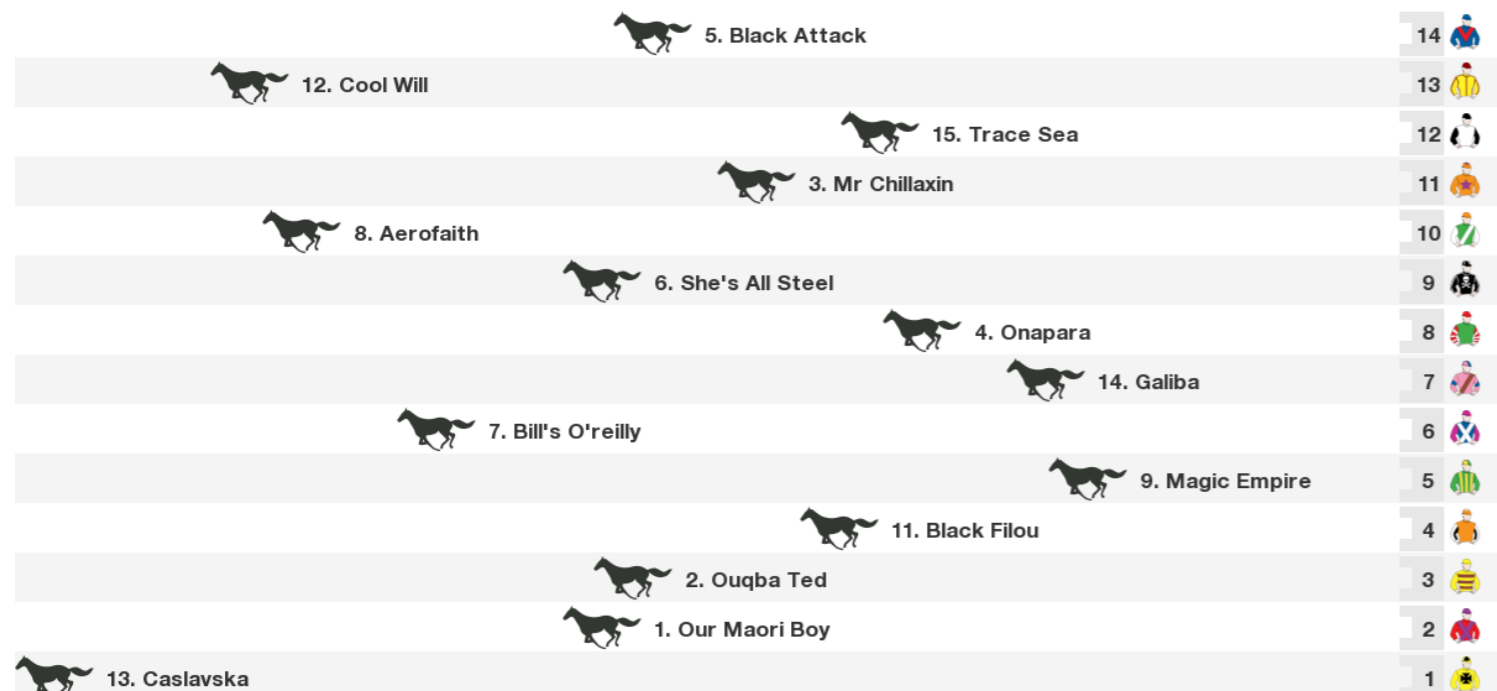 5. Black Attack 14
12. Cool Will 13
15. Trace Sea 12
3. Mr Chillaxin 11
8. Aerofaith 10
6. She's All Steel 9
4. Onapara 8
14. Galiba 7
7. Bill's O'reilly 6
9. Magic Empire 5
11. Black Filou 4
2. Ouqba Ted 3
1. Our Maori Boy 2
13. Caslavska 1